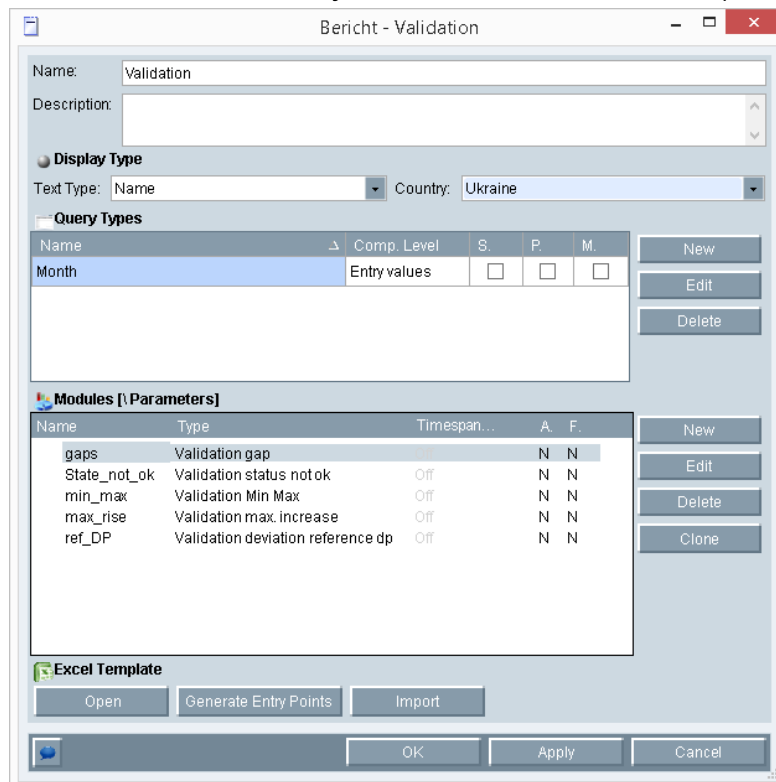 Bericht - Validation
Name: Validation
Description:
Display Type
Text Type: Name Country: Ukraine
Query Types
Name Comp. Level S. P. M.
New
Month Entry values
Edit
Delete
Modules [\ Parameters]
Name Type Timespan... A. F.
New
gaps Validation gap Off N N
Edit
State_not_ok Validation status not ok Off N N
min_max Validation Min Max Off N N
Delete
max_rise Validation max. increase Off N N
ref_DP Validation deviation reference dp Off N N
Clone
Excel Template
Open Generate Entry Points Import
OK Apply Cancel